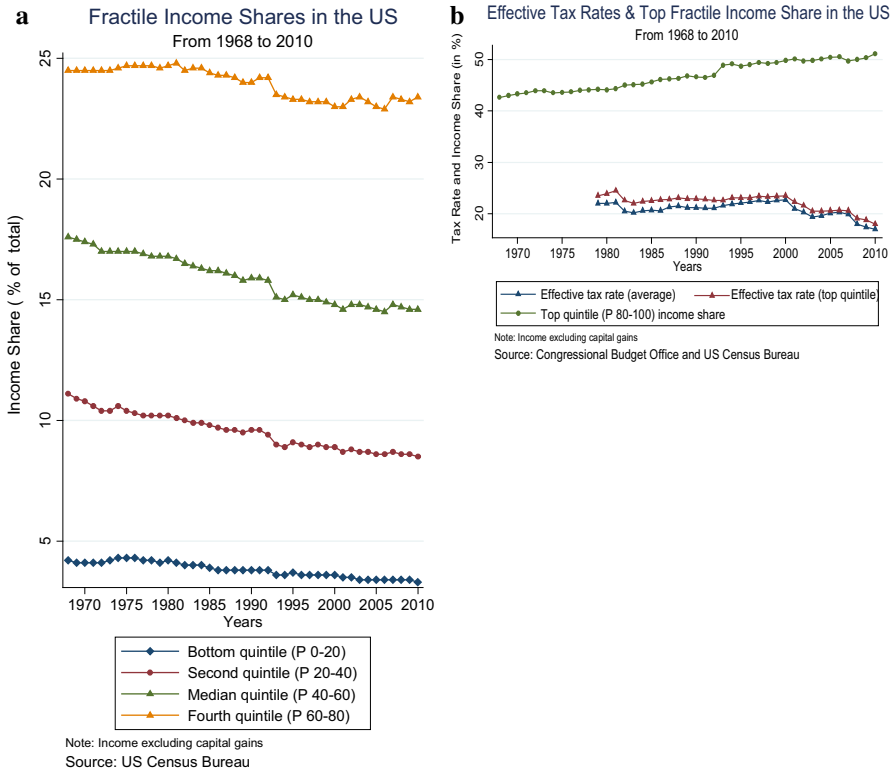 a
Fractile Income Shares in the US
From 1968 to 2010
Income Share ( % of  total)
25
20
15
10
5
1970 1975 1980 1985 1990 1995 2000 2005 2010
Years
Bottom quintile (P 0-20)
Second quintile (P 20-40)
Median quintile (P 40-60)
Fourth quintile (P 60-80)
Note: Income excluding capital gains
Source: US Census Bureau
b
Effective Tax Rates & Top Fractile Income Share in the US
From 1968 to 2010
Tax Rate and Income Share (in %)
50
40
30
20
1970 1975 1980 1985 1990 1995 2000 2005 2010
Years
Effective tax rate (average) Effective tax rate (top quintile)
Top quintile (P 80-100) income share
Note: Income excluding capital gains
Source: Congressional Budget Office and US Census Bureau